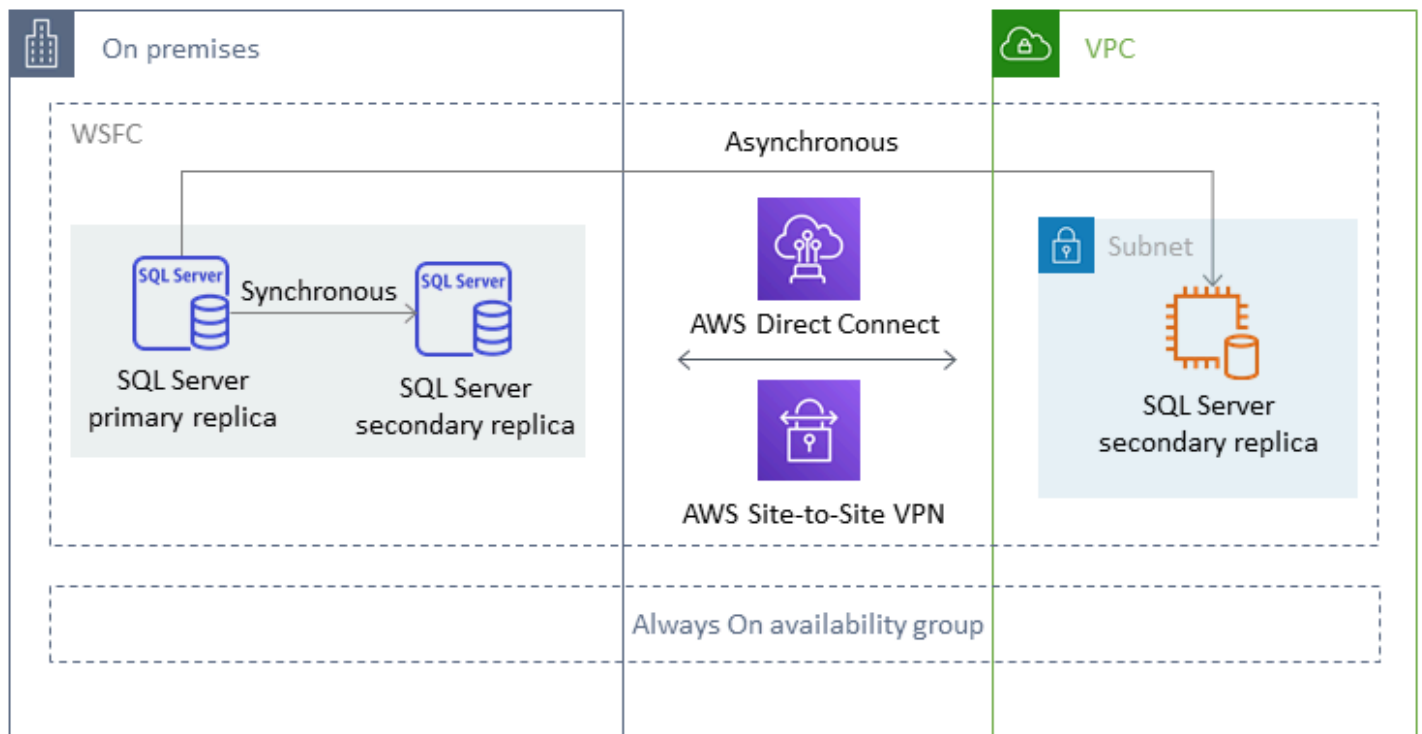 On premises
VPC
WSFC
Asynchronous
Subnet
SQL Server
Synchronous
SQL Server
AWS Direct Connect
SQL Server
primary replica
SQL Server
secondary replica
SQL Server
secondary replica
AWS Site-to-Site VPN
Always On availability group